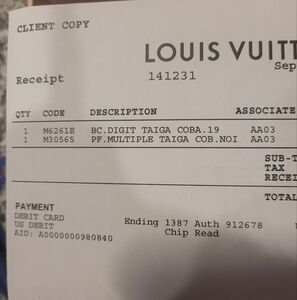 CLIENT COPY
LOUIS VUITT
Sep
Receipt 141231
QTY CODE DESCRIPTION ASSOCIATE
1 M6261E BC.DIGIT TAIGA COBA.19 AA03
1 M30565 PF.MULTIPLE TAIGA COB.NOI AA03
SUB-T
TAX
RECEI
TOTAL
PAYMENT
DEBIT CARD Ending 1387 Auth 912678
US DEBIT Chip Read
AID: A0000000980840